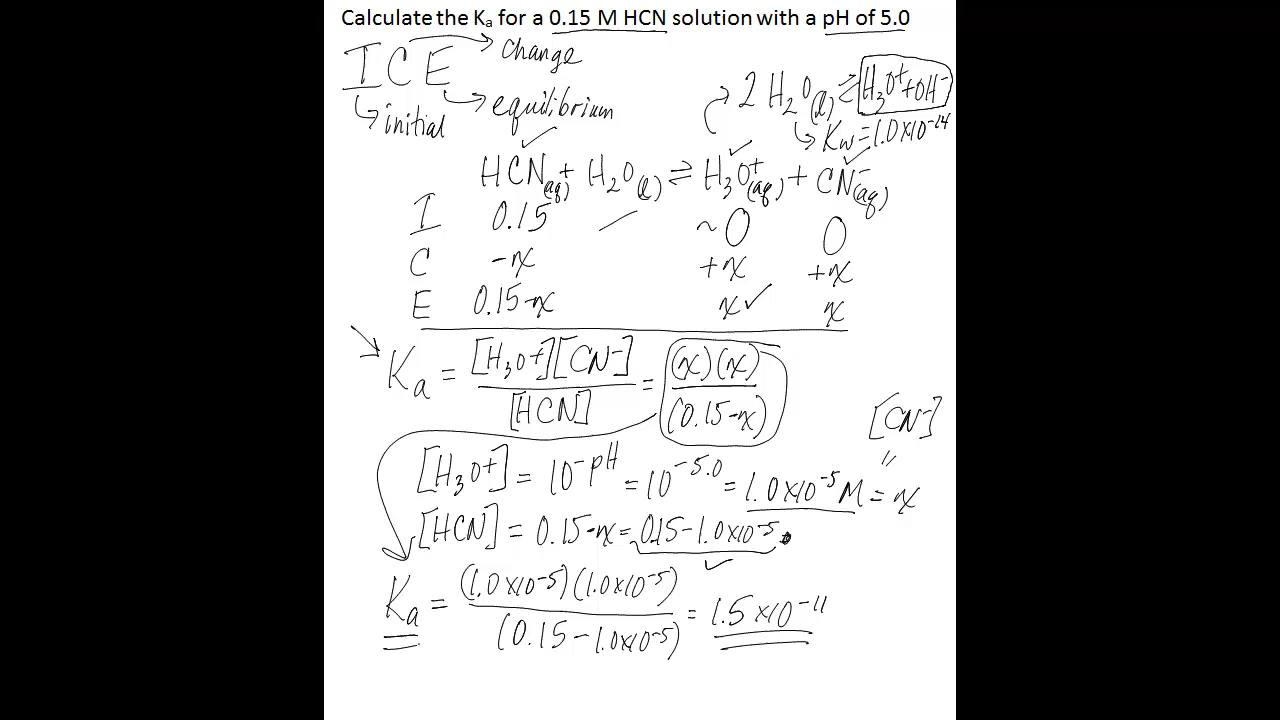 Calculate the Kₐ for a 0.15 M HCN solution with a pH of 5.0
I C E → change
→ initial
→ equilibrium
2 H₂O(l) ⇌ H₃O⁺ + OH⁻
→ Kw = 1.0 x 10⁻¹⁴
HCN(aq) + H₂O(l) ⇌ H₃O⁺(aq) + CN⁻(aq)
I 0.15 — ~0 0
C -x +x +x
E 0.15-x x ✓ x
Ka = [H₃O⁺][CN⁻] / [HCN] = (x)(x) / (0.15-x)
[CN⁻]
[H₃O⁺] = 10⁻ᵖᴴ = 10⁻⁵·⁰ = 1.0 x 10⁻⁵ M = x
[HCN] = 0.15-x = 0.15 - 1.0 x 10⁻⁵
Ka = (1.0 x 10⁻⁵)(1.0 x 10⁻⁵) / (0.15 - 1.0 x 10⁻⁵) = 1.5 x 10⁻¹¹